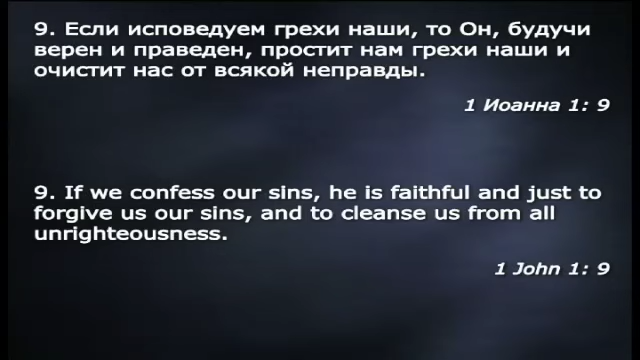 9. Если исповедуем грехи наши, то Он, будучи
верен и праведен, простит нам грехи наши и
очистит нас от всякой неправды.
1 Иоанна 1: 9
9. If we confess our sins, he is faithful and just to
forgive us our sins, and to cleanse us from all
unrighteousness.
1 John 1: 9